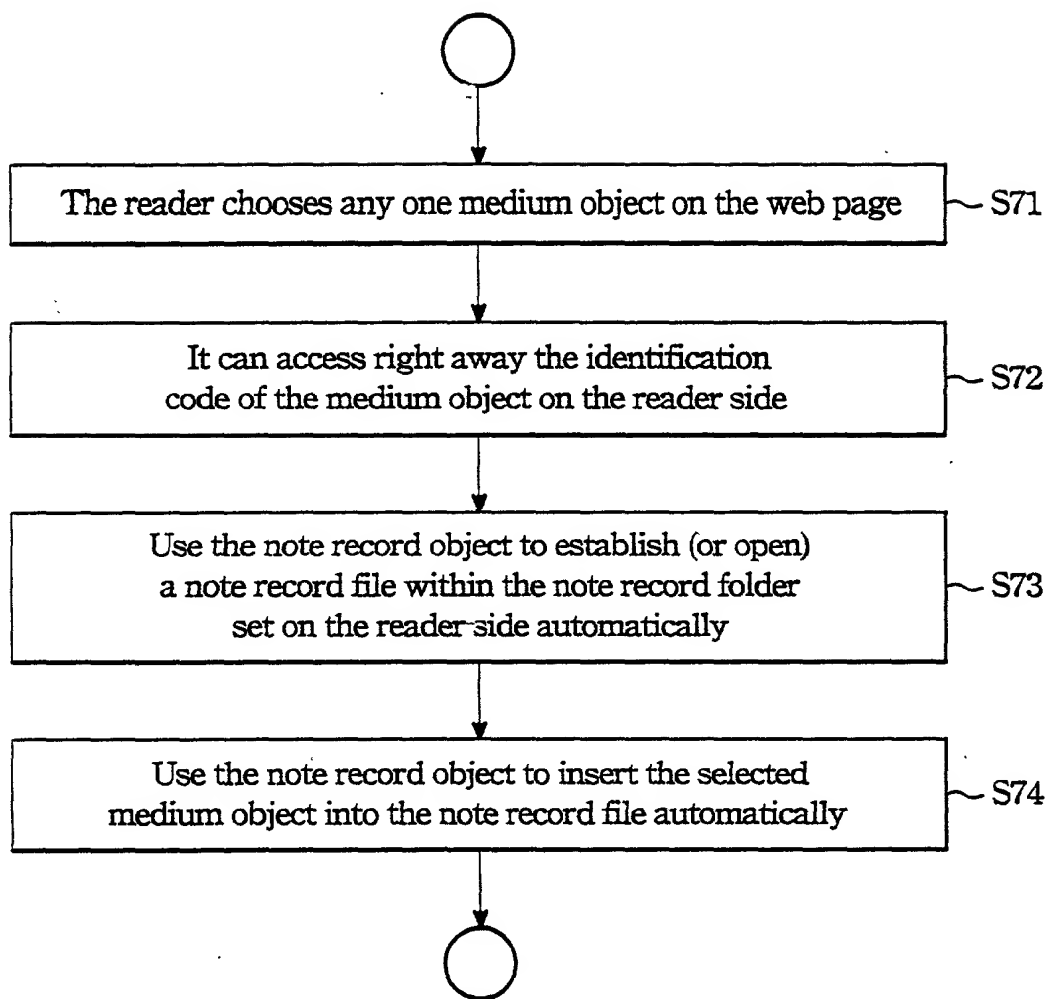 The reader chooses any one medium object on the web page
S71
It can access right away the identification
code of the medium object on the reader side
S72
Use the note record object to establish (or open)
a note record file within the note record folder
set on the reader side automatically
S73
Use the note record object to insert the selected
medium object into the note record file automatically
S74